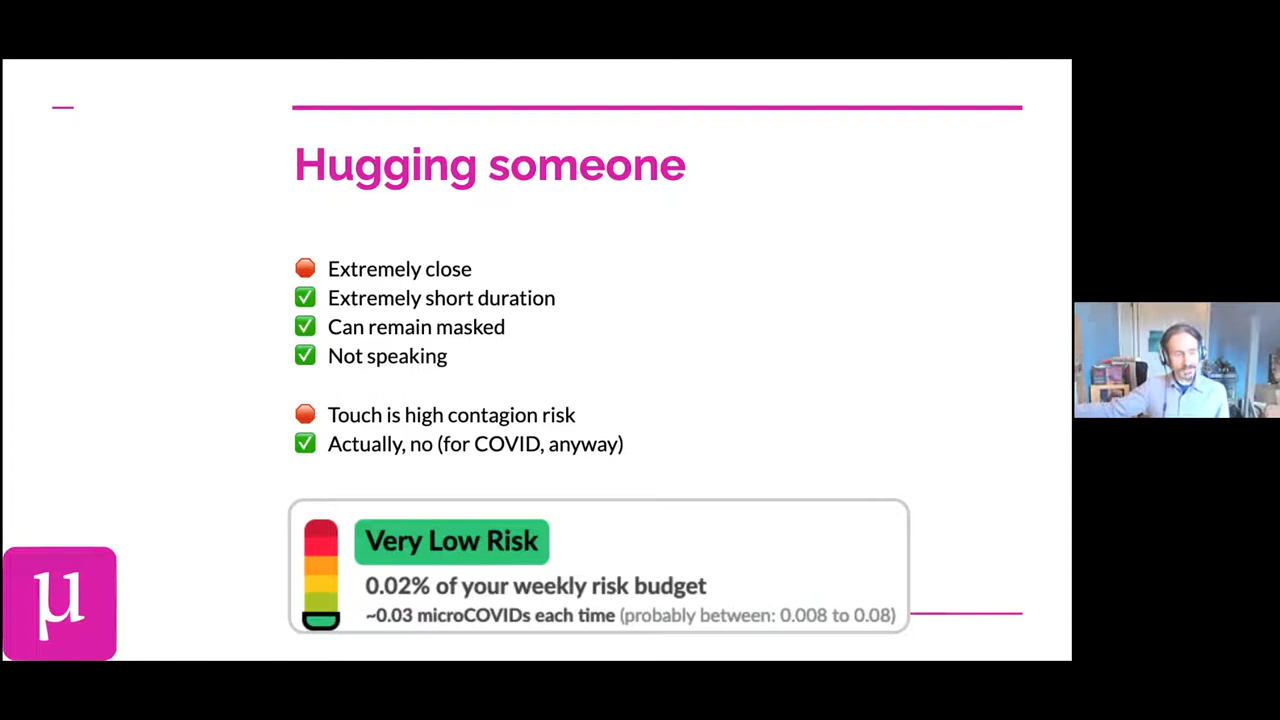 Hugging someone
🛑 Extremely close
✅ Extremely short duration
✅ Can remain masked
✅ Not speaking
🛑 Touch is high contagion risk
✅ Actually, no (for COVID, anyway)
Very Low Risk
0.02% of your weekly risk budget
~0.03 microCOVIDs each time (probably between: 0.008 to 0.08)
μ